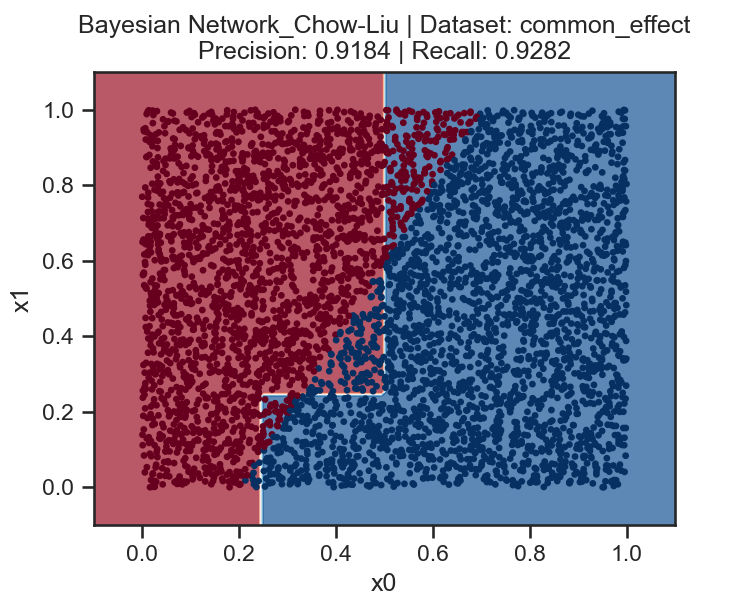 Bayesian Network_Chow-Liu | Dataset: common_effect
Precision: 0.9184 | Recall: 0.9282
1.0
0.8
0.6
0.4
0.2
0.0
x1
0.0 0.2 0.4 0.6 0.8 1.0
x0